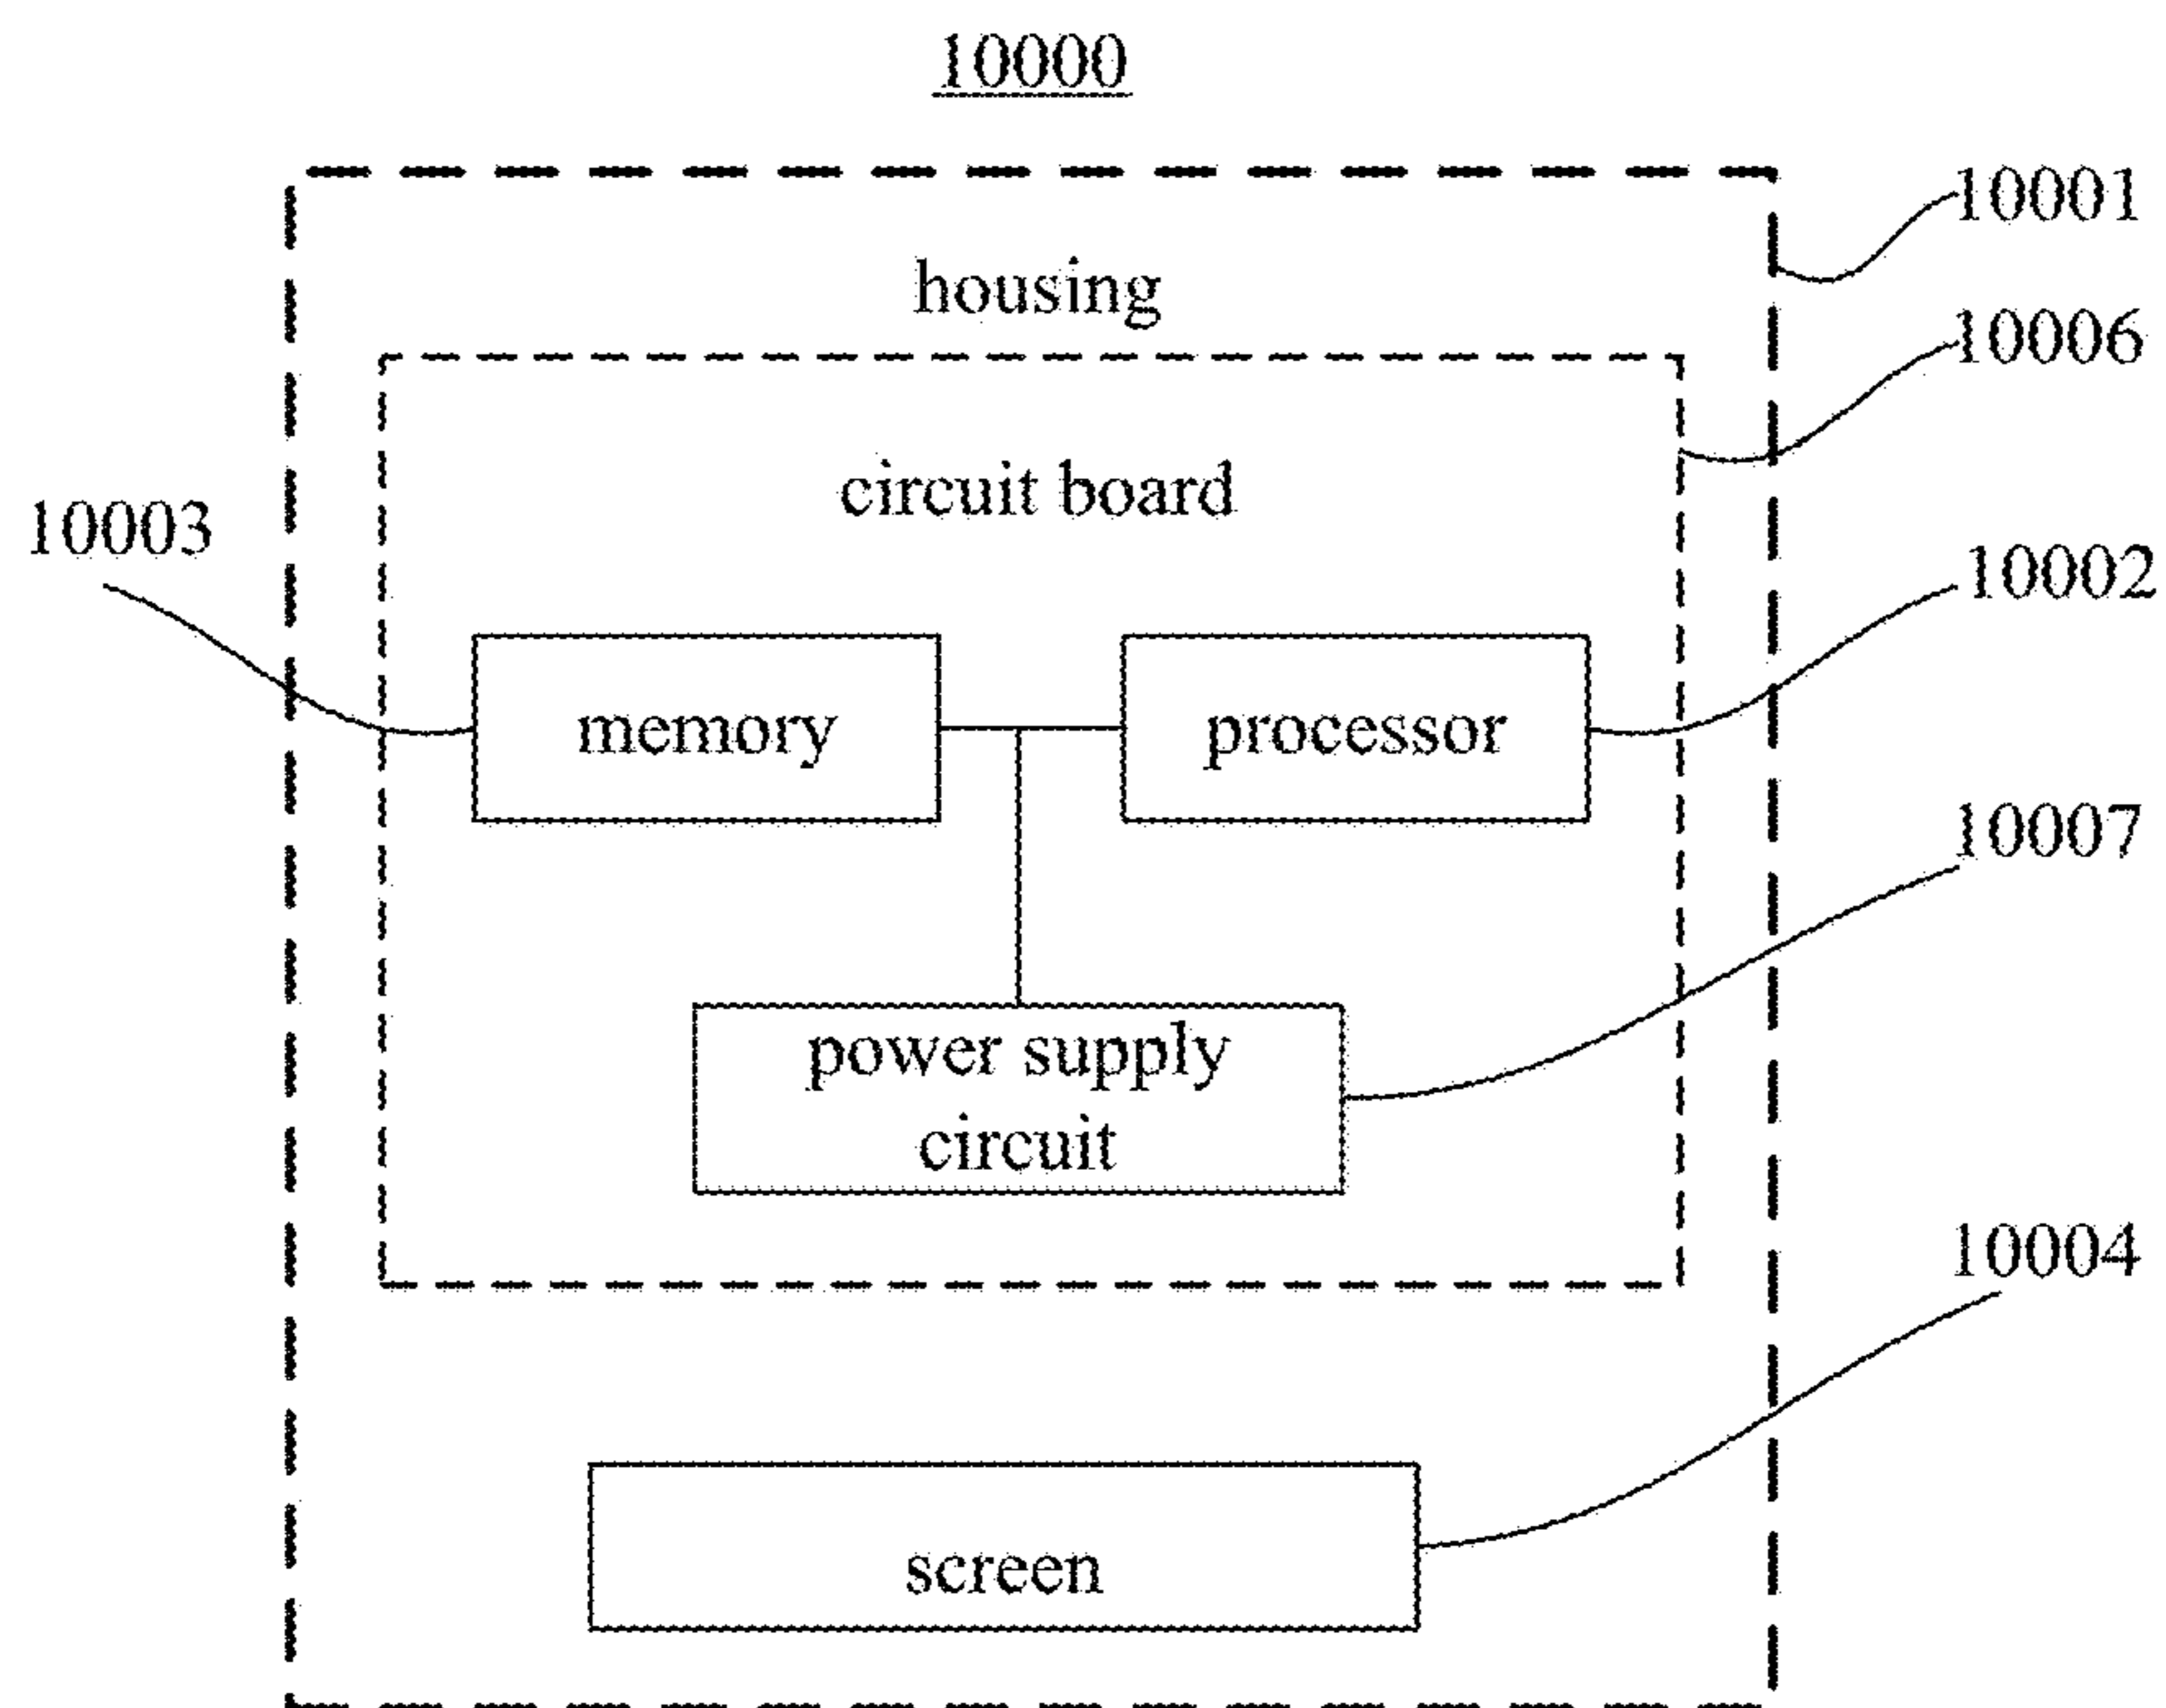 10000
10001
housing
10006
circuit board
10003
10002
memory
processor
10007
power supply
circuit
10004
screen